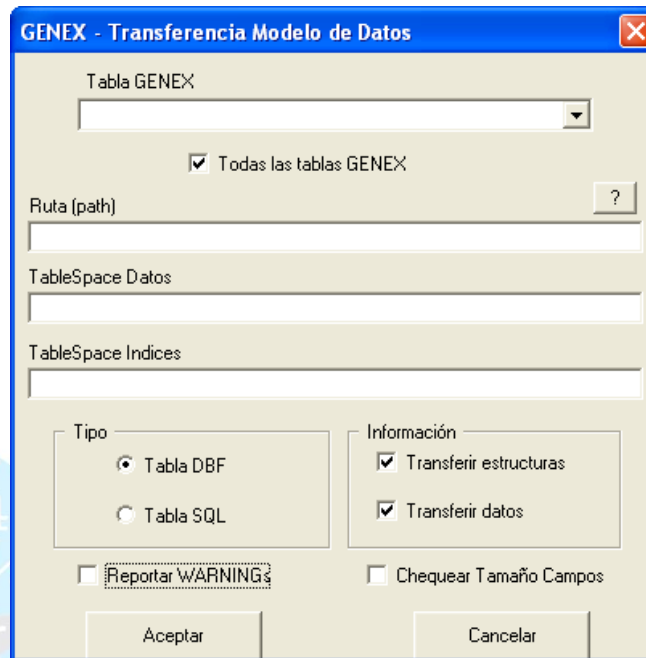 GENEX - Transferencia Modelo de Datos
Tabla GENEX
Todas las tablas GENEX
?
Ruta (path)
TableSpace Datos
TableSpace Indices
Tipo
Información
Tabla DBF
Transferir estructuras
Tabla SQL
Transferir datos
Reportar WARNINGs
Chequear Tamaño Campos
Aceptar
Cancelar